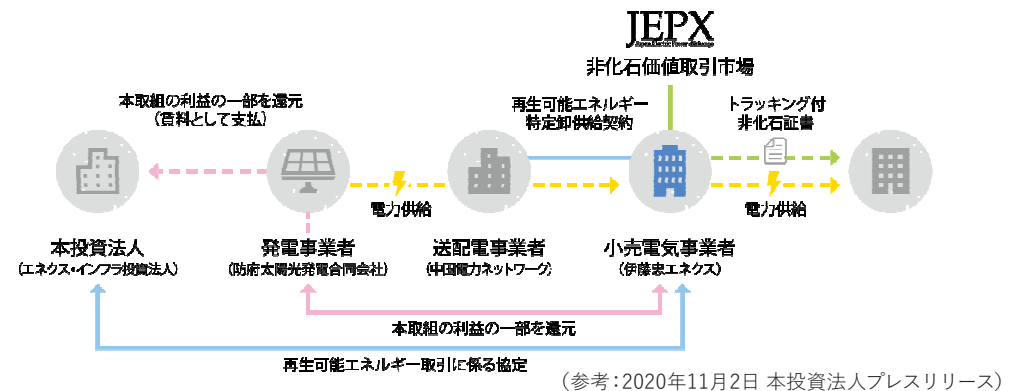 JEPX
Japan Electric Power eXchange
非化石価値取引市場
本取組の利益の一部を還元
(賃料として支払)
再生可能エネルギー
特定卸供給契約
トラッキング付
非化石証書
電力供給
電力供給
本投資法人
(エネクス・インフラ投資法人)
発電事業者
(防府太陽光発電合同会社)
送配電事業者
(中国電力ネットワーク)
小売電気事業者
(伊藤忠エネクス)
本取組の利益の一部を還元
再生可能エネルギー取引に係る協定
(参考：2020年11月2日 本投資法人プレスリリース)